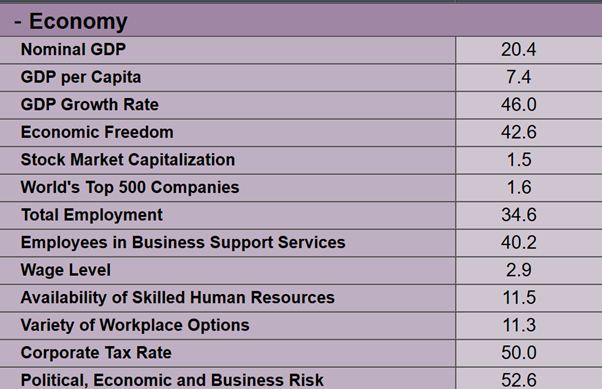 - Economy
Nominal GDP 20.4
GDP per Capita 7.4
GDP Growth Rate 46.0
Economic Freedom 42.6
Stock Market Capitalization 1.5
World's Top 500 Companies 1.6
Total Employment 34.6
Employees in Business Support Services 40.2
Wage Level 2.9
Availability of Skilled Human Resources 11.5
Variety of Workplace Options 11.3
Corporate Tax Rate 50.0
Political, Economic and Business Risk 52.6